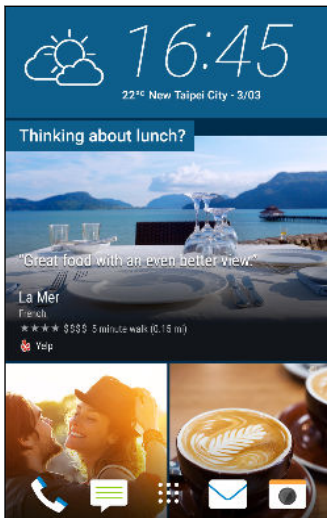 16:45
22°C New Taipei City - 3/03
Thinking about lunch?
"Great food with an even better view."
La Mer
French
★★★★ $$$$ 5 minute walk (0.15 mi)
Yelp